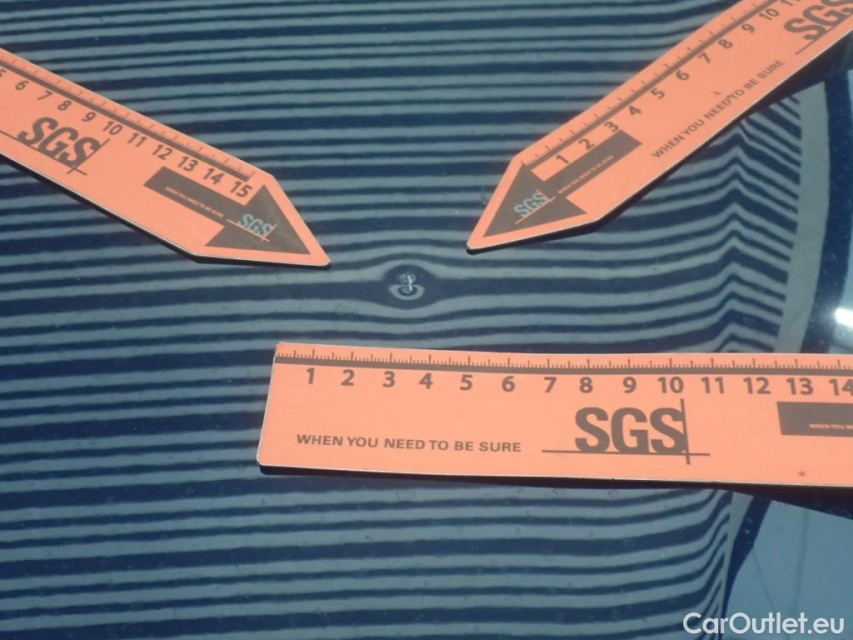 5 6 7 8 9 10 11 12 13 14 15
SGS
SGS
1 2 3 4 5 6 7 8 9 10
SGS
WHEN YOU NEED TO BE SURE
SGS
1 2 3 4 5 6 7 8 9 10 11 12 13 14
SGS
WHEN YOU NEED TO BE SURE
CarOutlet.eu